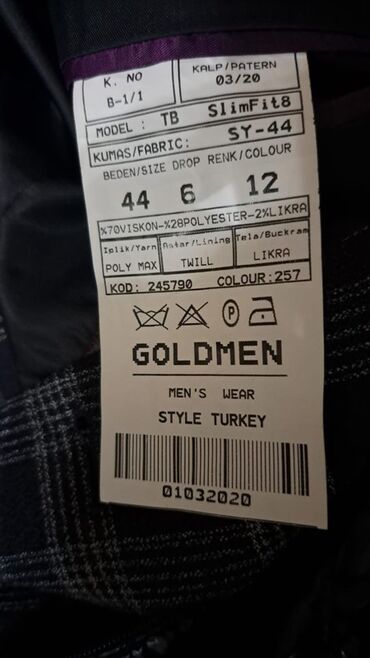 K. NO
B-1/1
KALP/PATERN
03/20
MODEL : TB SlimFit8
KUMAS/FABRIC: SY-44
BEDEN/SIZE DROP RENK/COLOUR
44 6 12
%70VISKON-%28POLYESTER-2%LIKRA
Iplik/Yarn Astar/Lining Tela/Buckram
POLY MAX TWILL LIKRA
KOD: 245790 COLOUR:257
P
GOLDMEN
MEN'S WEAR
STYLE TURKEY
01032020